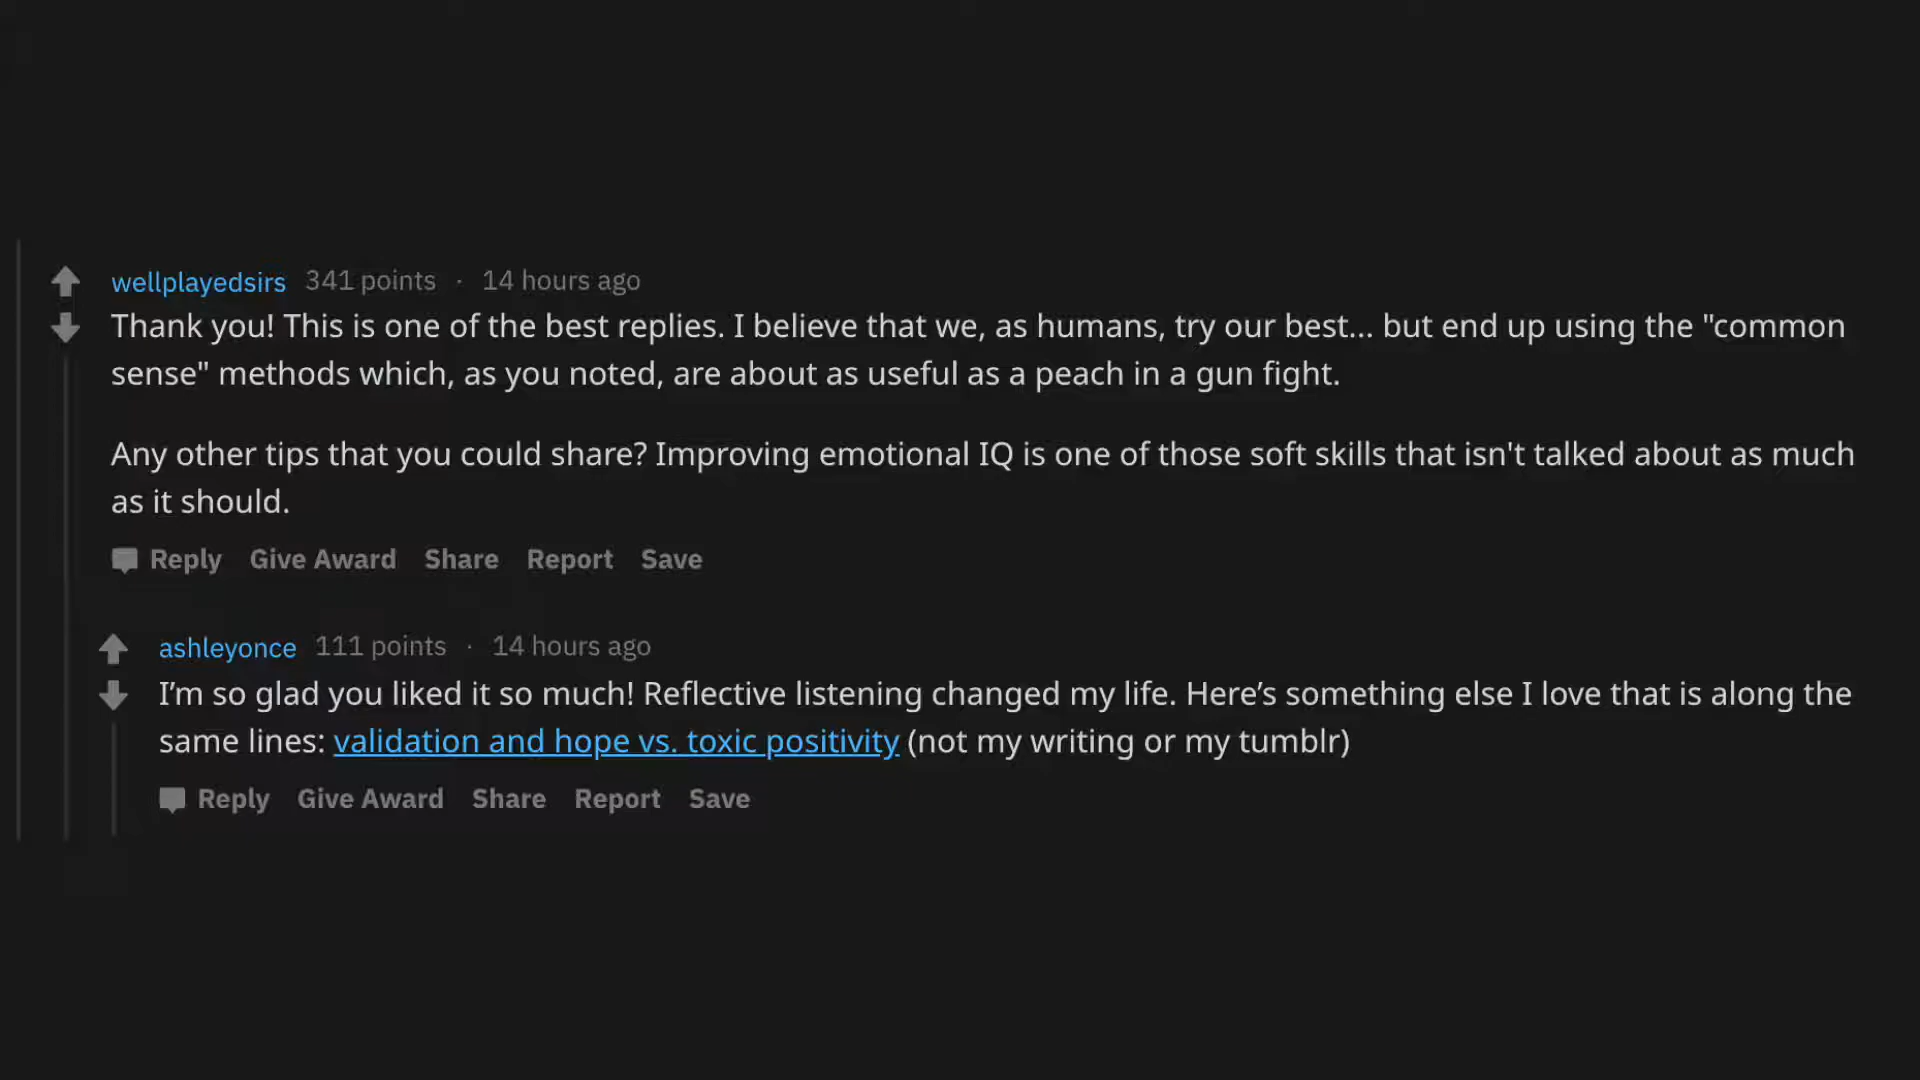 wellplayedsirs 341 points · 14 hours ago
Thank you! This is one of the best replies. I believe that we, as humans, try our best... but end up using the "common
sense" methods which, as you noted, are about as useful as a peach in a gun fight.
Any other tips that you could share? Improving emotional IQ is one of those soft skills that isn't talked about as much
as it should.
Reply Give Award Share Report Save
ashleyonce 111 points · 14 hours ago
I’m so glad you liked it so much! Reflective listening changed my life. Here’s something else I love that is along the
same lines: validation and hope vs. toxic positivity (not my writing or my tumblr)
Reply Give Award Share Report Save